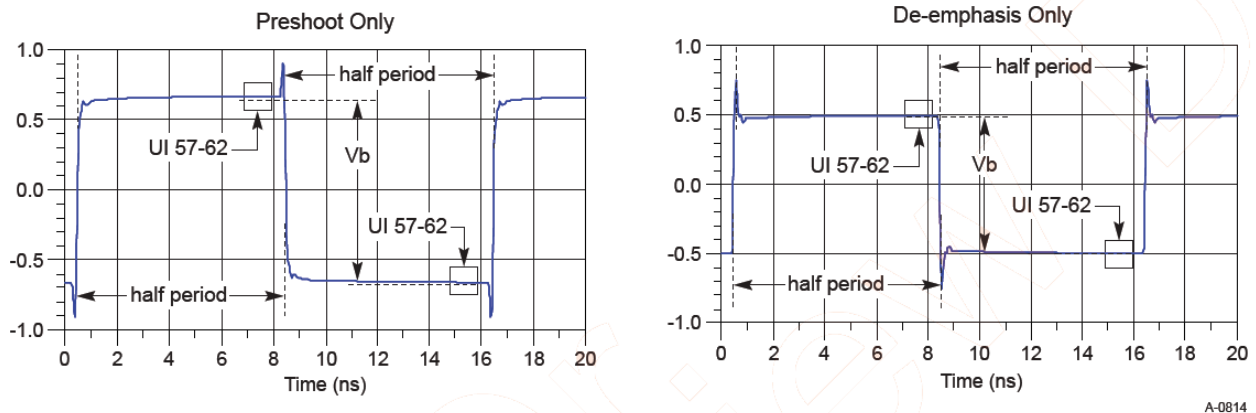 Preshoot Only
1.0
0.5
0.0
-0.5
-1.0
half period
UI 57-62
Vb
UI 57-62
half period
0 2 4 6 8 10 12 14 16 18 20
Time (ns)
De-emphasis Only
1.0
0.5
0.0
-0.5
-1.0
half period
UI 57-62
Vb
UI 57-62
half period
0 2 4 6 8 10 12 14 16 18 20
Time (ns)
A-0814